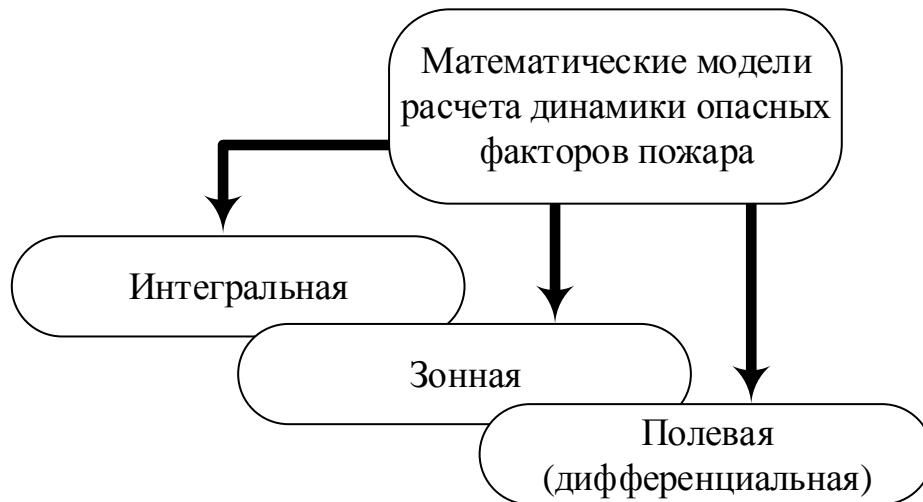 Математические модели
расчета динамики опасных
факторов пожара
Интегральная
Зонная
Полевая
(дифференциальная)